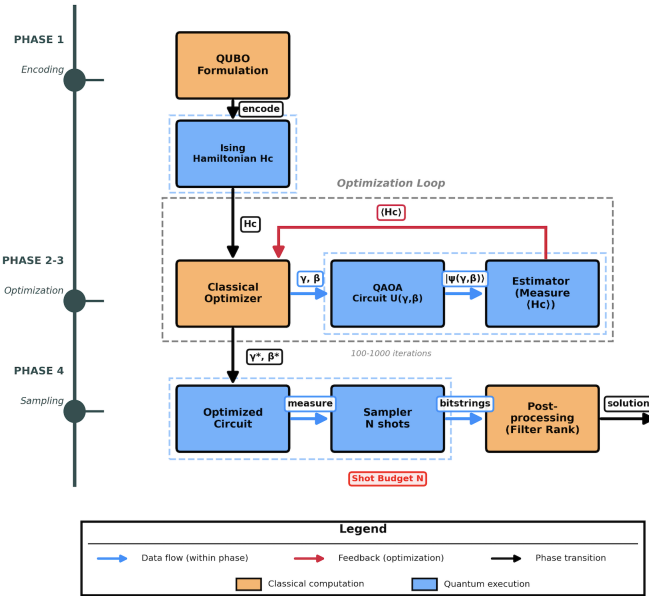 PHASE 1
Encoding
QUBO
Formulation
encode
Ising
Hamiltonian Hc
Optimization Loop
⟨Hc⟩
Hc
PHASE 2-3
Optimization
Classical
Optimizer
γ, β
QAOA
Circuit U(γ,β)
|ψ(γ,β)⟩
Estimator
(Measure
⟨Hc⟩)
100-1000 iterations
γ*, β*
PHASE 4
Sampling
Optimized
Circuit
measure
Sampler
N shots
bitstrings
Post-
processing
(Filter Rank)
solution
Shot Budget N
Legend
Data flow (within phase)
Feedback (optimization)
Phase transition
Classical computation
Quantum execution